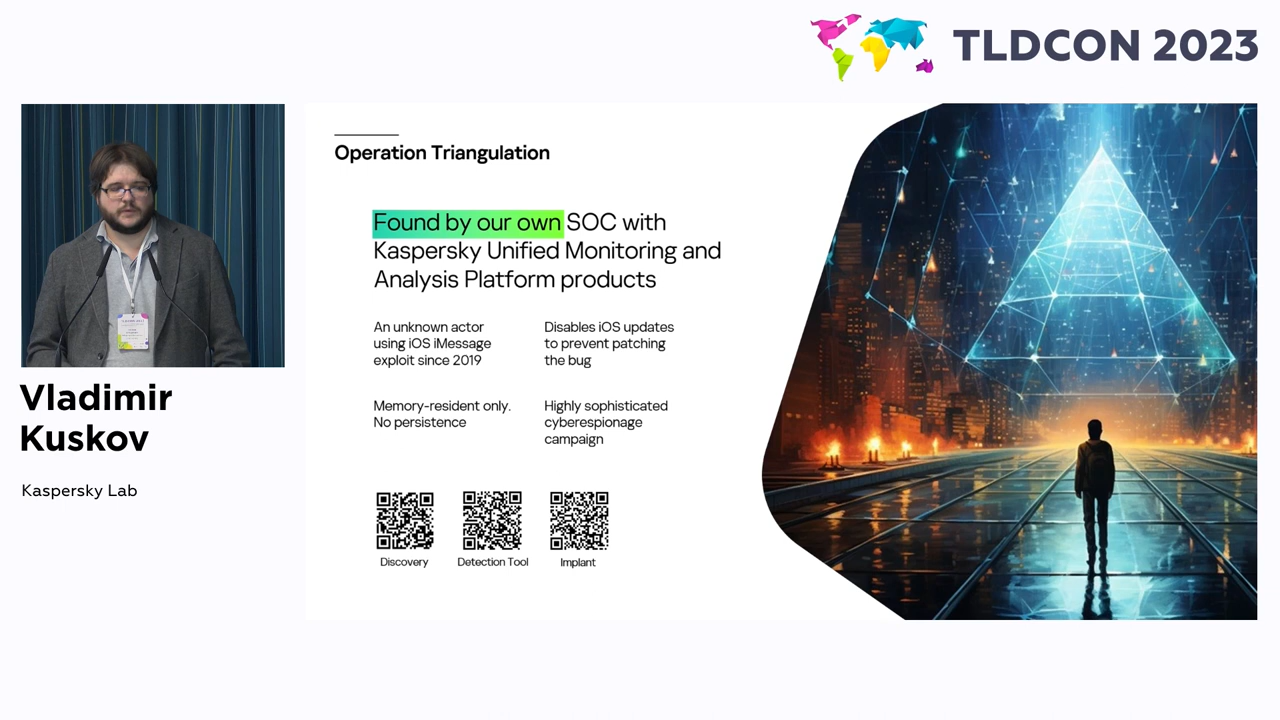 TLDCON 2023
Operation Triangulation
Found by our own SOC with
Kaspersky Unified Monitoring and
Analysis Platform products
An unknown actor
using iOS iMessage
exploit since 2019
Disables iOS updates
to prevent patching
the bug
Memory-resident only.
No persistence
Highly sophisticated
cyberespionage
campaign
Discovery
Detection Tool
Implant
Vladimir
Kuskov
Kaspersky Lab